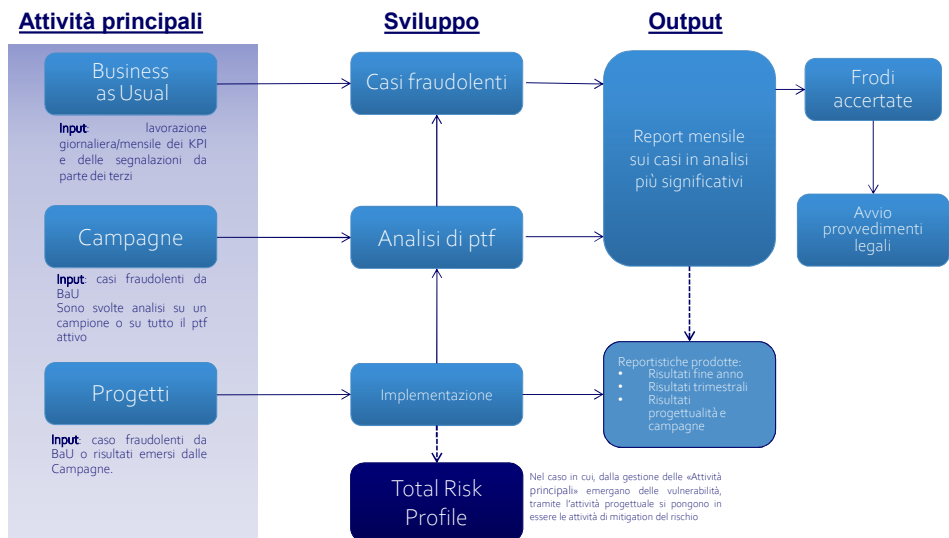 Attività principali
Sviluppo
Output
Business
as Usual
Casi fraudolenti
Report mensile
sui casi in analisi
più significativi
Frodi
accertate
Input: lavorazione
giornaliera/mensile dei KPI
e delle segnalazioni da
parte dei terzi
Campagne
Analisi di ptf
Avvio
provvedimenti
legali
Input: casi fraudolenti da
BaU
Sono svolte analisi su un
campione o su tutto il ptf
attivo
Progetti
Implementazione
Reportistiche prodotte:
• Risultati fine anno
• Risultati trimestrali
• Risultati
progettualità e
campagne
Input: caso fraudolenti da
BaU o risultati emersi dalle
Campagne.
Total Risk
Profile
Nel caso in cui, dalla gestione delle «Attività
principali» emergano delle vulnerabilità,
tramite l'attività progettuale si pongono in
essere le attività di mitigation del rischio